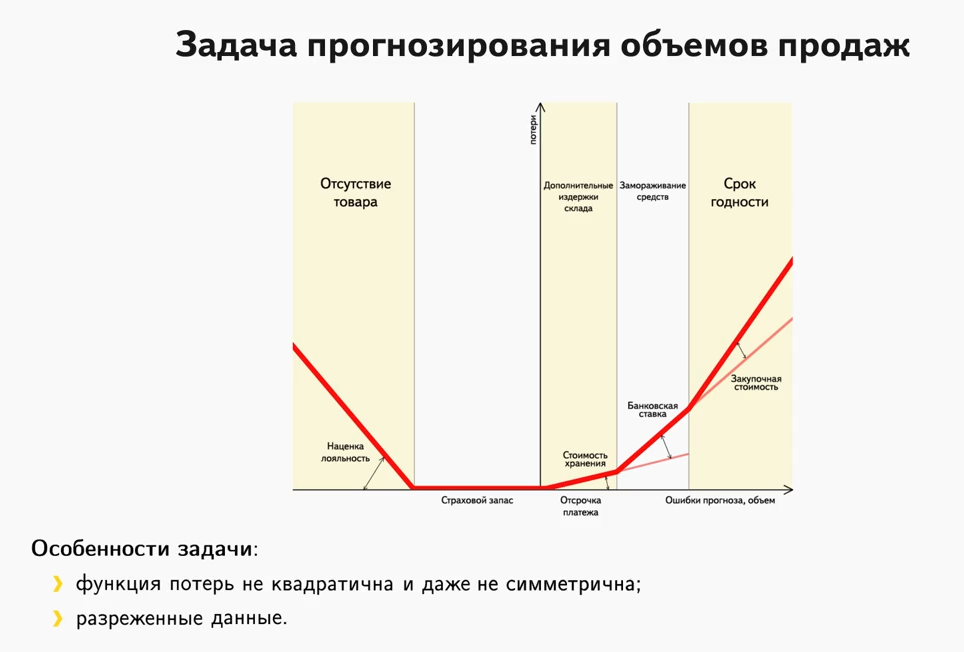 Задача прогнозирования объемов продаж
потери
Отсутствие
товара
Дополнительные
издержки
склада
Замораживание
средств
Срок
годности
Закупочная
стоимость
Банковская
ставка
Наценка
лояльность
Стоимость
хранения
Страховой запас
Отсрочка
платежа
Ошибки прогноза, объем
Особенности задачи:
❯ функция потерь не квадратична и даже не симметрична;
❯ разреженные данные.